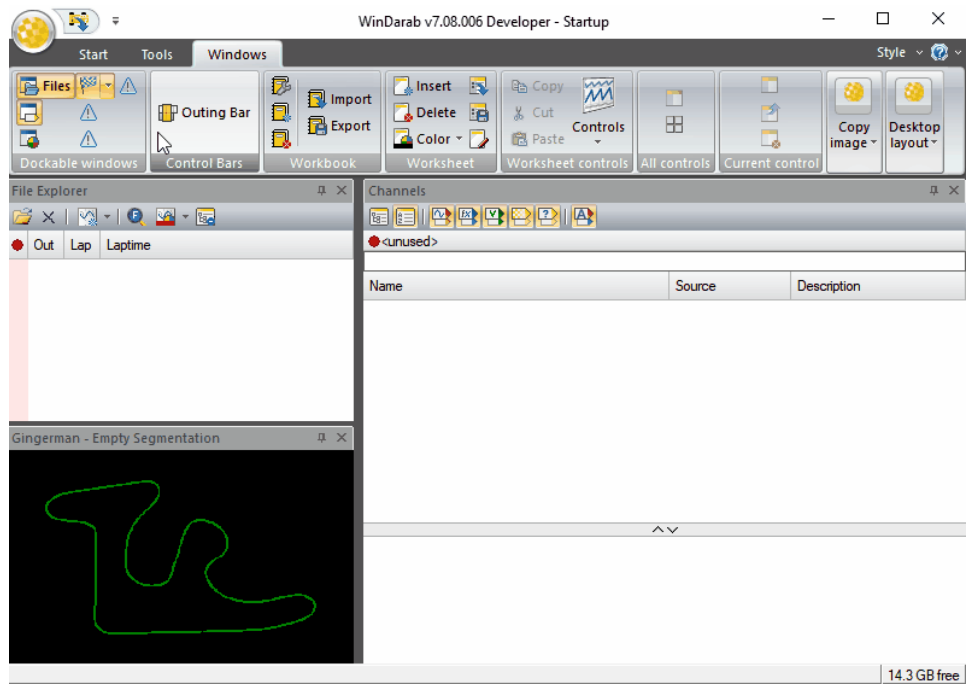 WinDarab v7.08.006 Developer - Startup
Start Tools Windows Style
Files Outing Bar Import Insert Copy Controls Copy image Desktop layout
Export Delete Cut
Color Paste
Dockable windows Control Bars Workbook Worksheet Worksheet controls All controls Current control
File Explorer
Out Lap Laptime
Gingerman - Empty Segmentation
Channels
<unused>
Name Source Description
14.3 GB free